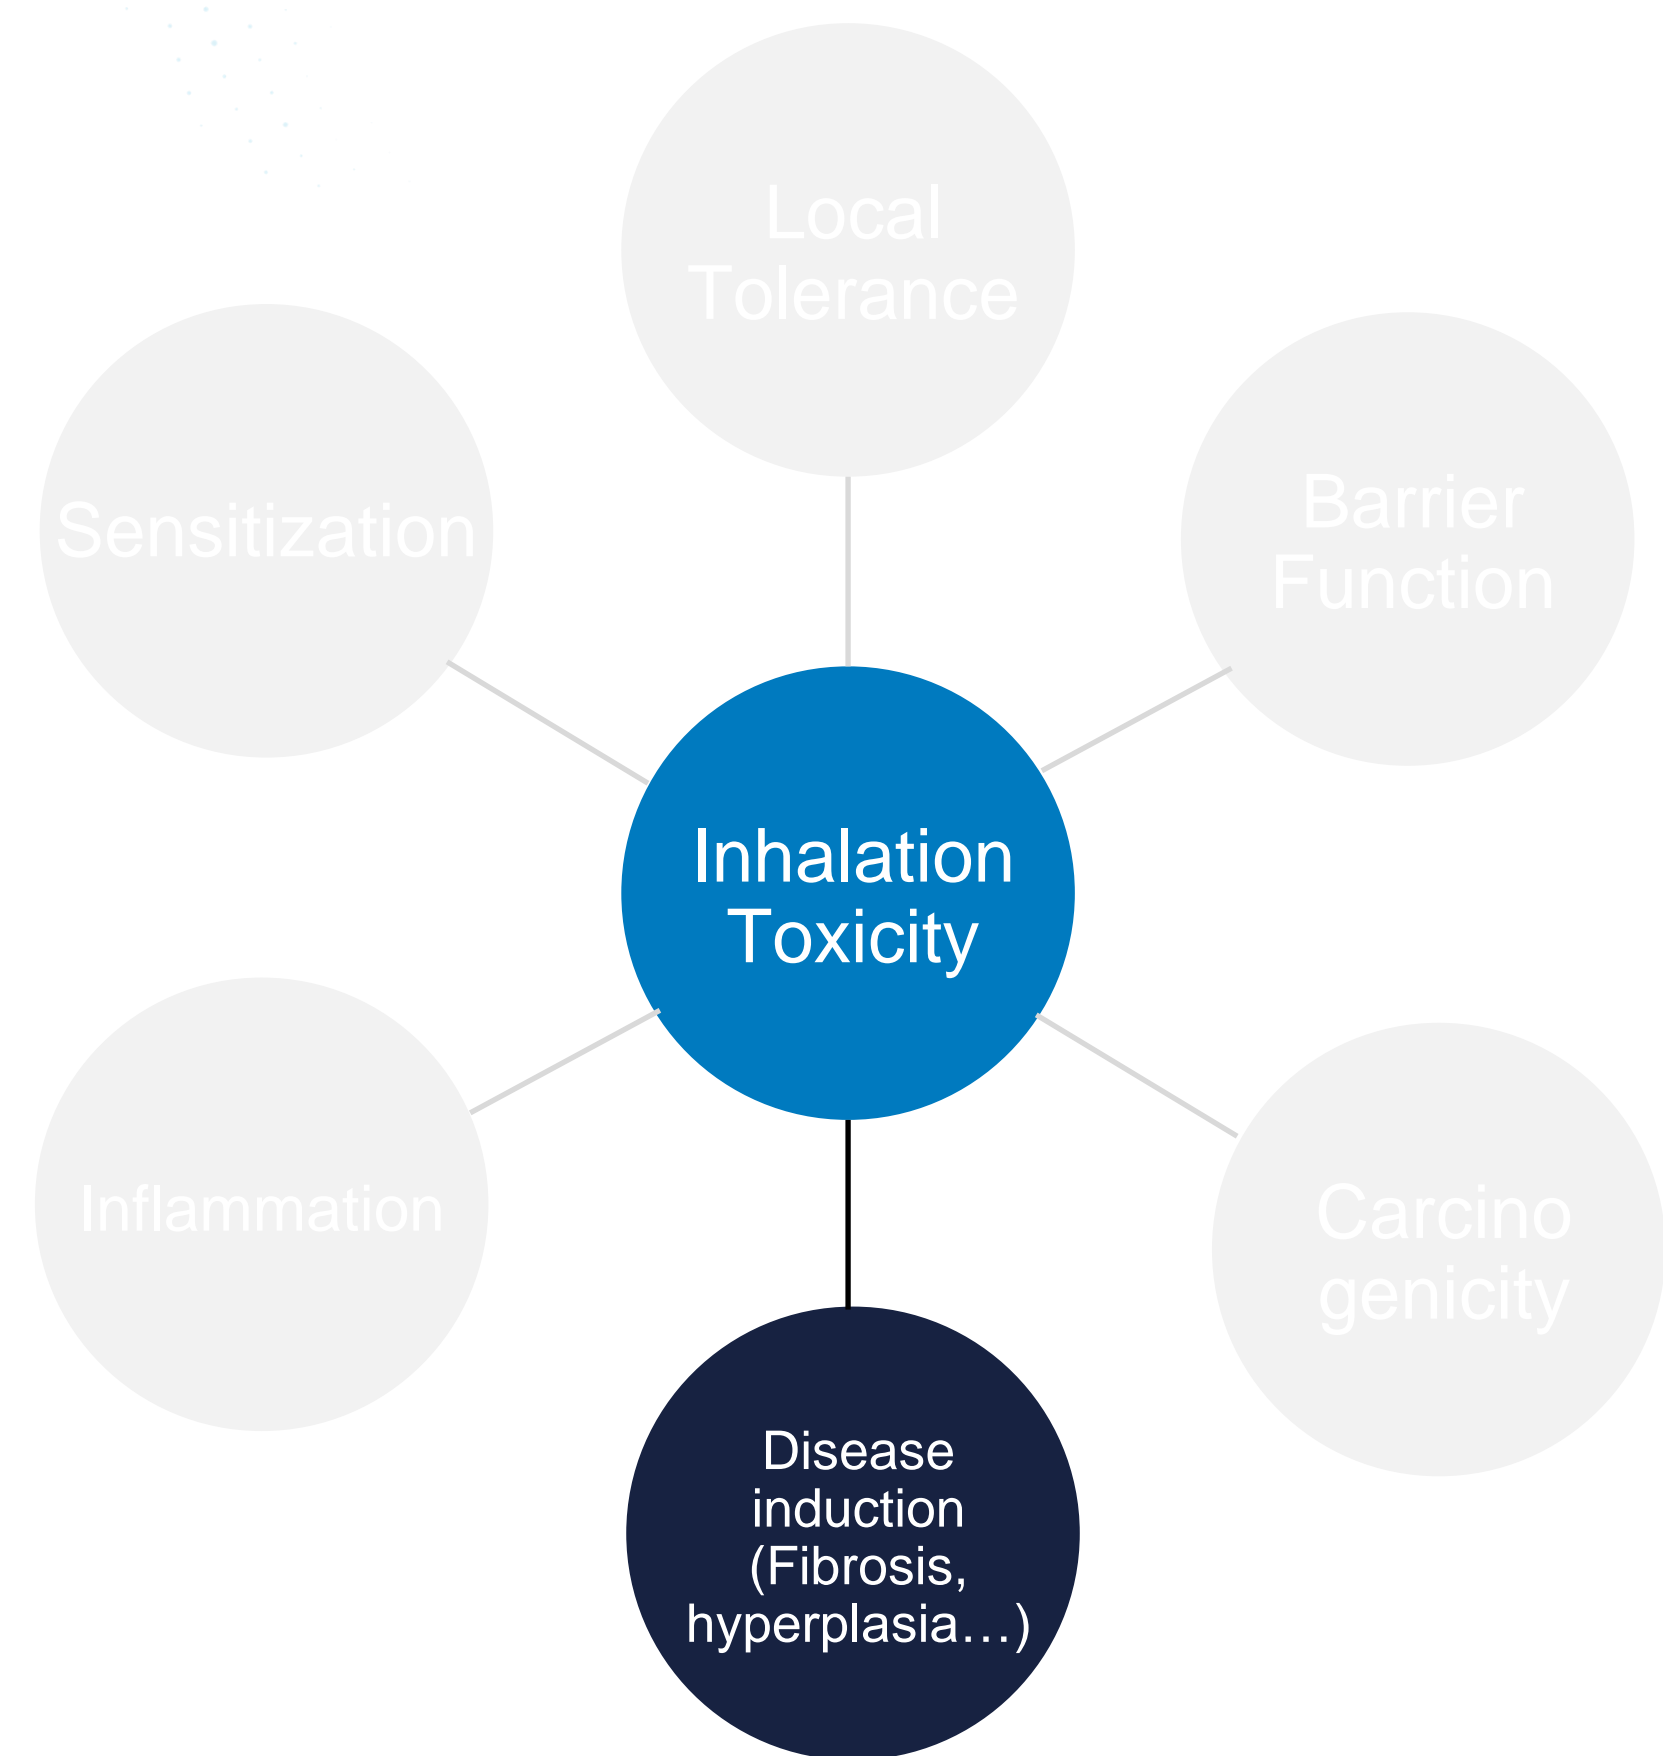 Local
Tolerance
Sensitization
Barrier
Function
Inhalation
Toxicity
Inflammation
Carcino
genicity
Disease
induction
(Fibrosis,
hyperplasia…)